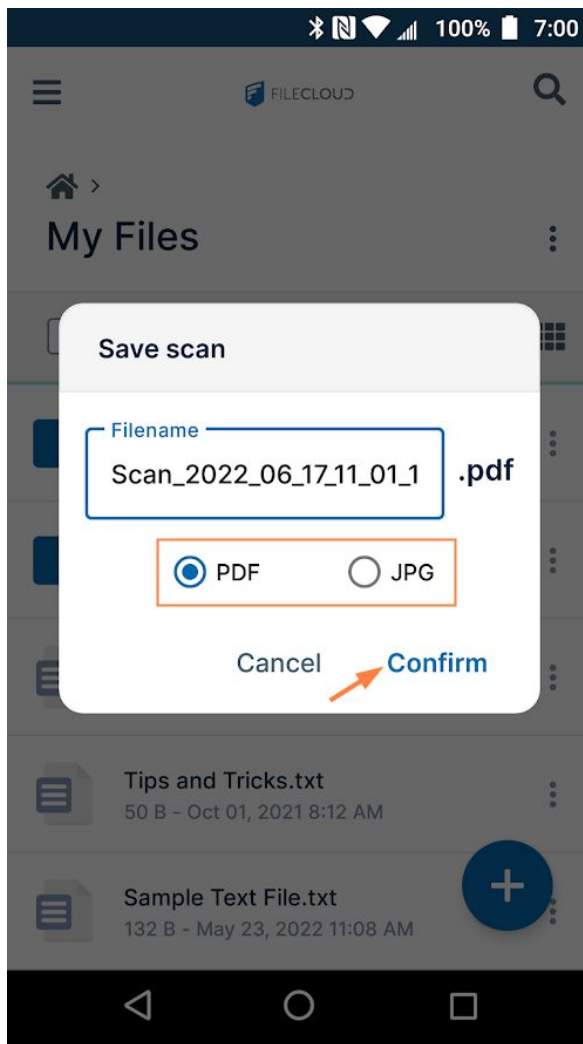 100% 7:00
FILECLOUD
My Files
Save scan
Filename
Scan_2022_06_17_11_01_1 .pdf
PDF JPG
Cancel Confirm
Tips and Tricks.txt
50 B - Oct 01, 2021 8:12 AM
Sample Text File.txt
132 B - May 23, 2022 11:08 AM